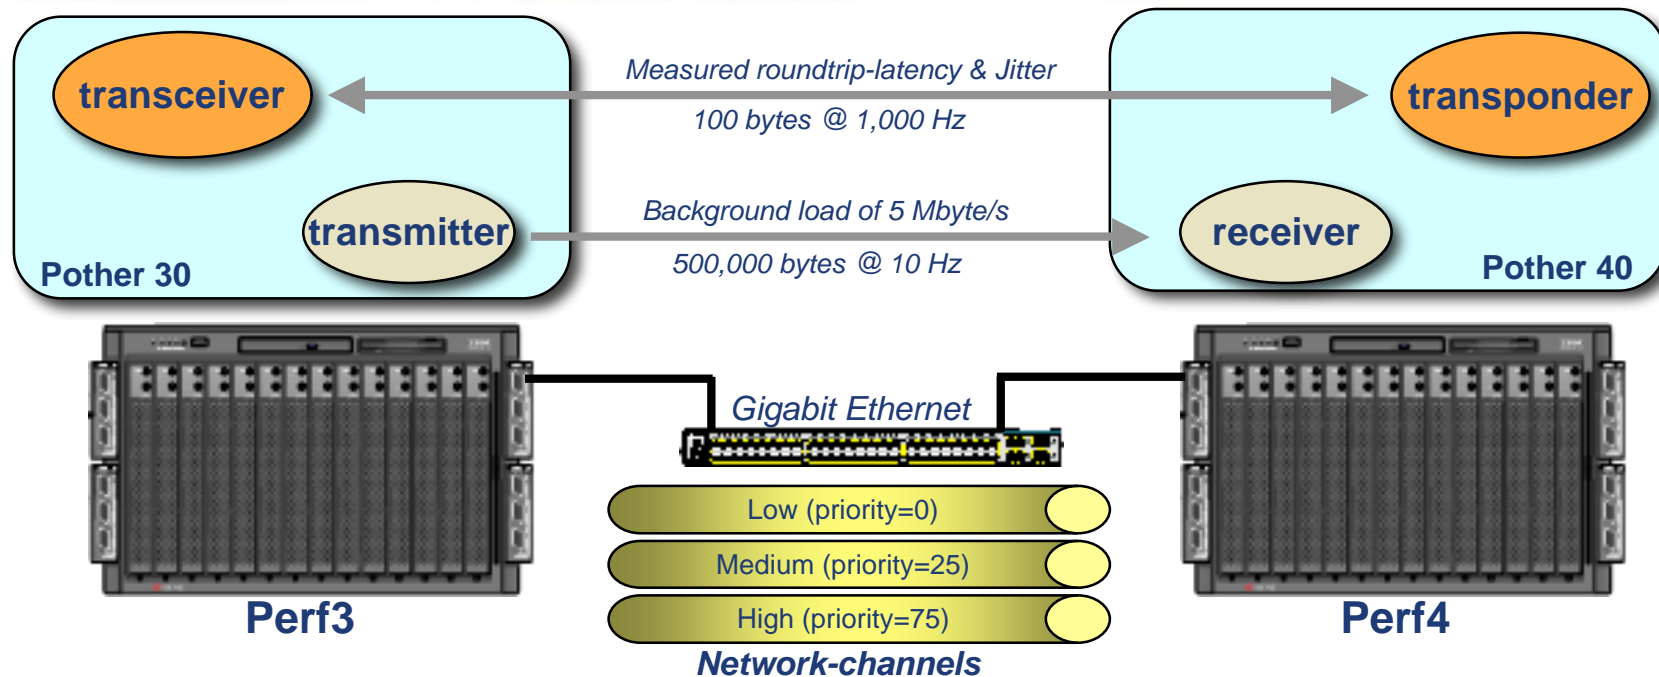 transceiver
Measured roundtrip-latency & Jitter
100 bytes @ 1,000 Hz
transponder
transmitter
Background load of 5 Mbyte/s
500,000 bytes @ 10 Hz
receiver
Pother 30
Pother 40
Gigabit Ethernet
Low (priority=0)
Medium (priority=25)
High (priority=75)
Perf3
Perf4
Network-channels